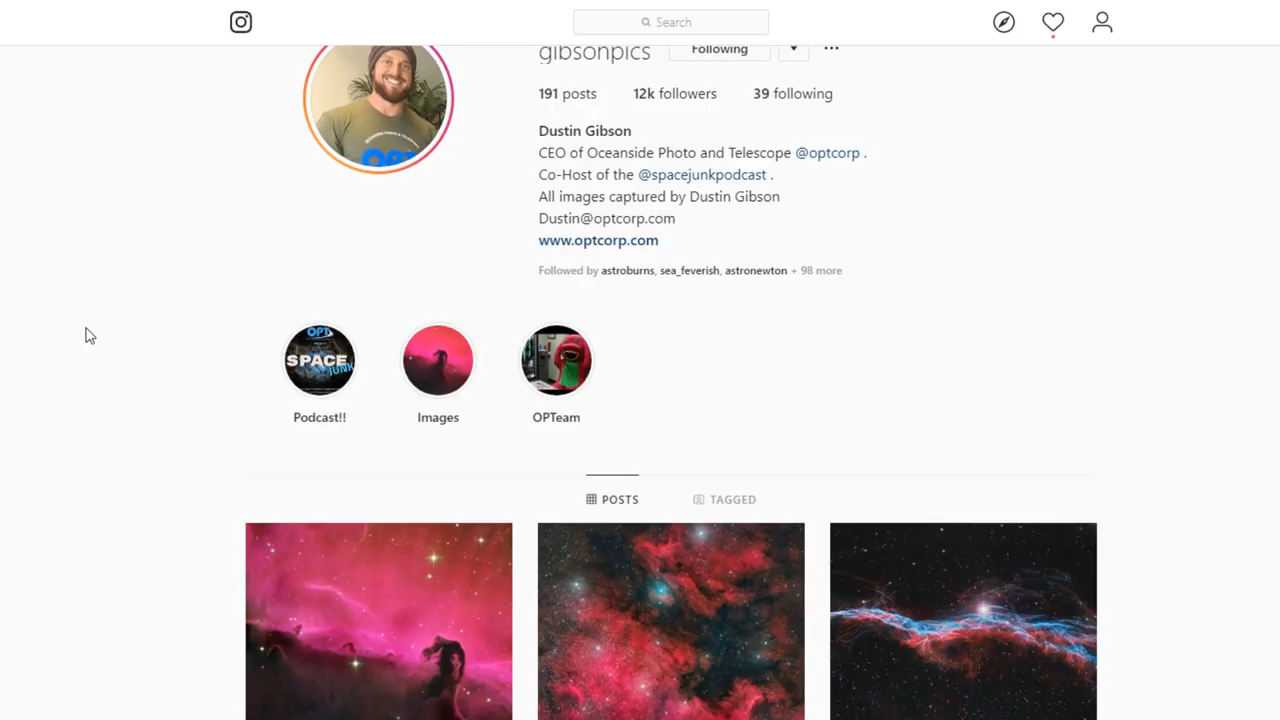 Search
gibsonpics Following
191 posts 12k followers 39 following
Dustin Gibson
CEO of Oceanside Photo and Telescope @optcorp .
Co-Host of the @spacejunkpodcast .
All images captured by Dustin Gibson
Dustin@optcorp.com
www.optcorp.com
Followed by astroburns, sea_feverish, astronewton + 98 more
OPT
SPACE
JUNK
Podcast!! Images OPTeam
POSTS TAGGED